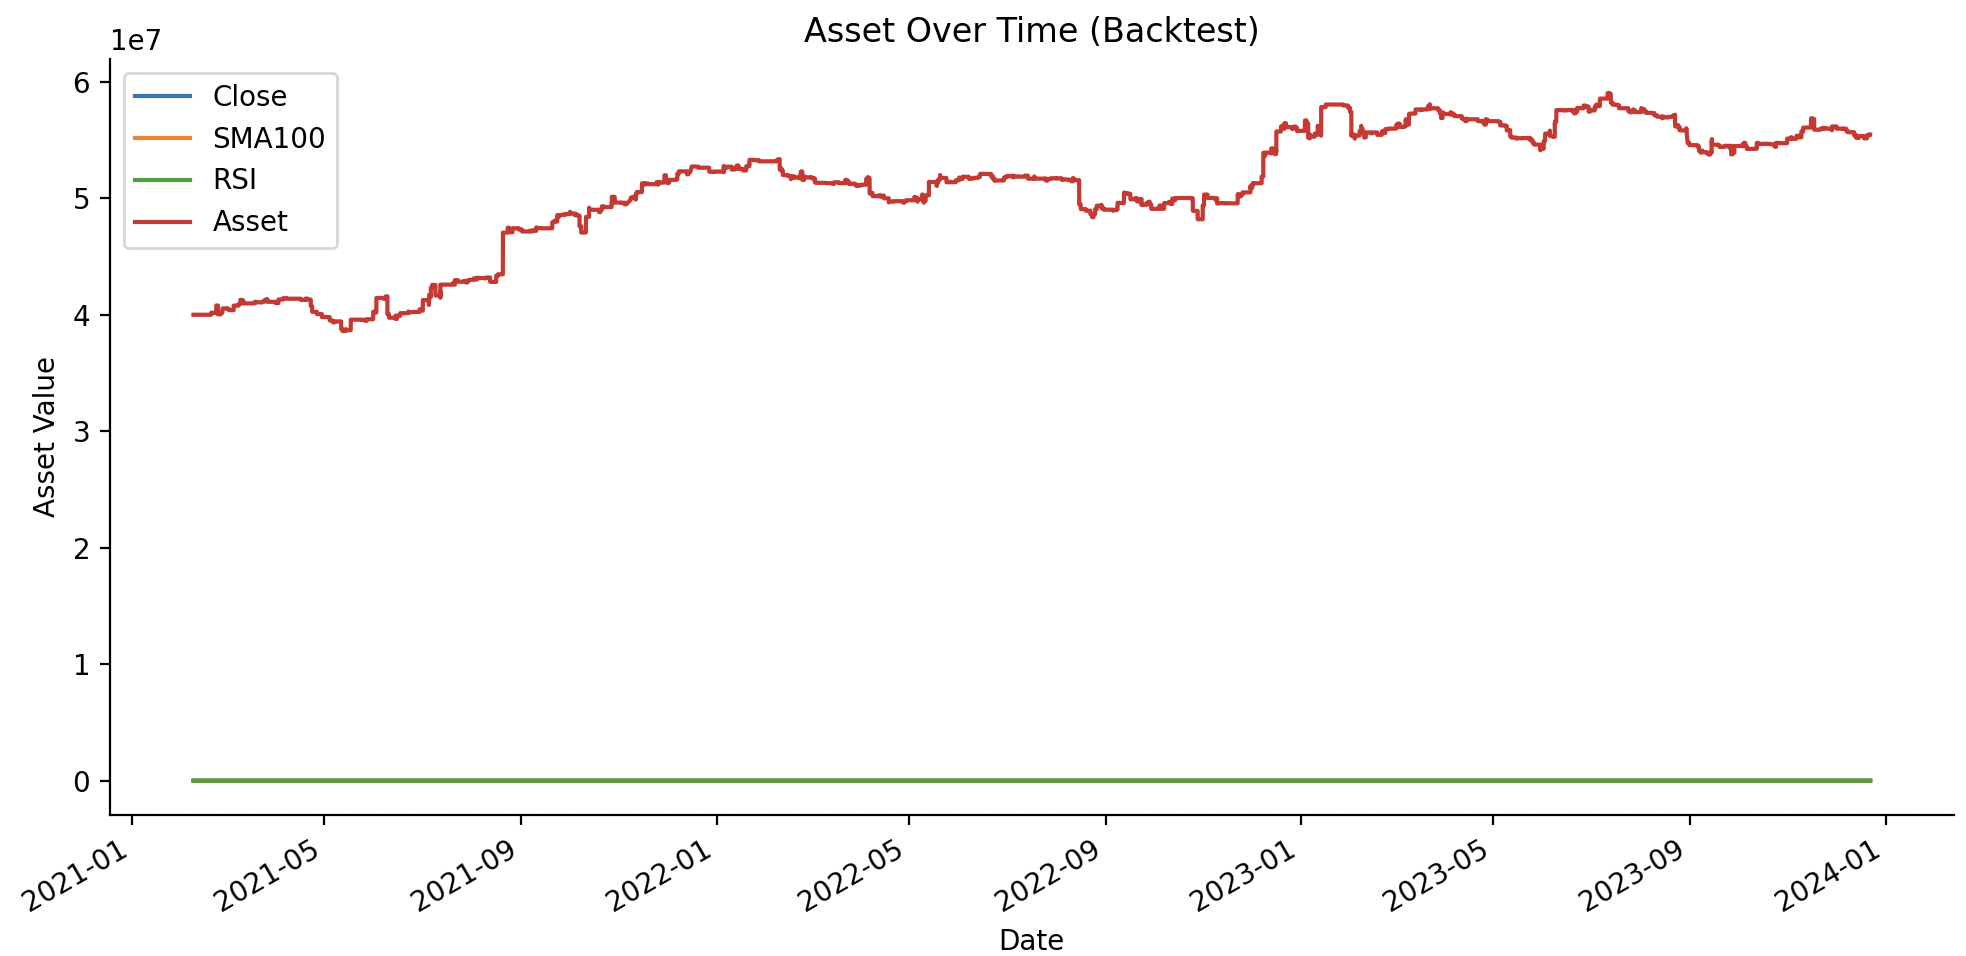 Asset Over Time (Backtest)
1e7
Close
SMA100
RSI
Asset
6
5
4
3
2
1
0
Asset Value
2021-01
2021-05
2021-09
2022-01
2022-05
2022-09
2023-01
2023-05
2023-09
2024-01
Date